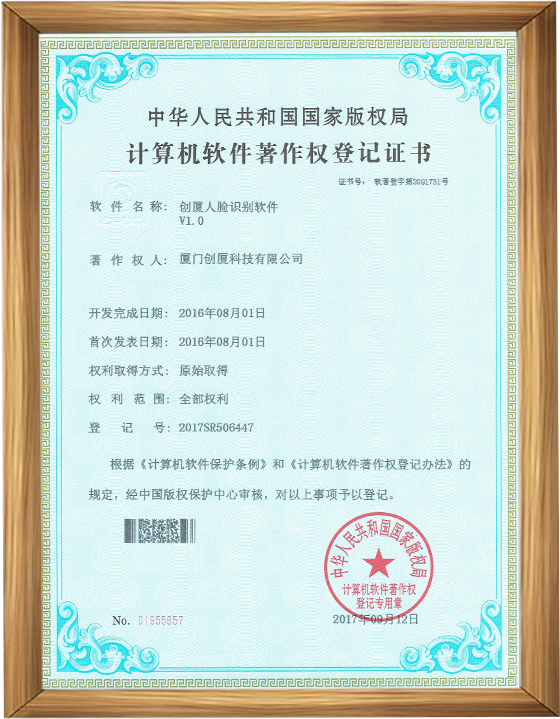 中华人民共和国国家版权局
计算机软件著作权登记证书
证书号： 软著登字第2091731号
软 件 名 称： 创厦人脸识别软件
V1.0
著 作 权 人： 厦门创厦科技有限公司
开发完成日期： 2016年08月01日
首次发表日期： 2016年08月01日
权利取得方式： 原始取得
权 利 范 围： 全部权利
登 记 号： 2017SR506447
根据《计算机软件保护条例》和《计算机软件著作权登记办法》的
规定，经中国版权保护中心审核，对以上事项予以登记。
中华人民共和国国家版权局
计算机软件著作权
登记专用章
No. 01955857
2017年09月12日